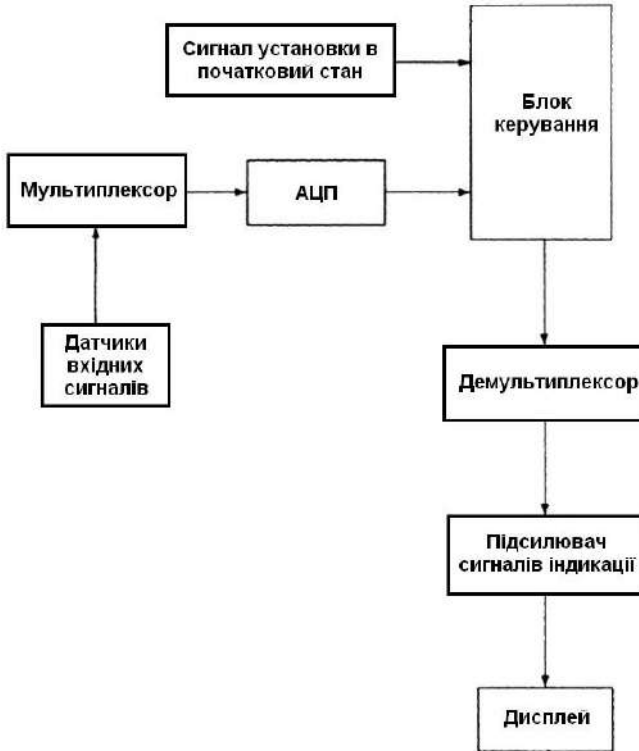 Сигнал установки в
початковий стан
Блок
керування
Мультиплексор
АЦП
Датчики
вхідних
сигналів
Демультиплексор
Підсилювач
сигналів індикації
Дисплей